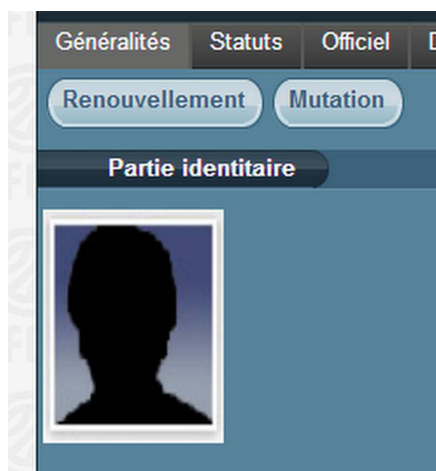 Généralités Statuts Officiel D
Renouvellement Mutation
Partie identitaire